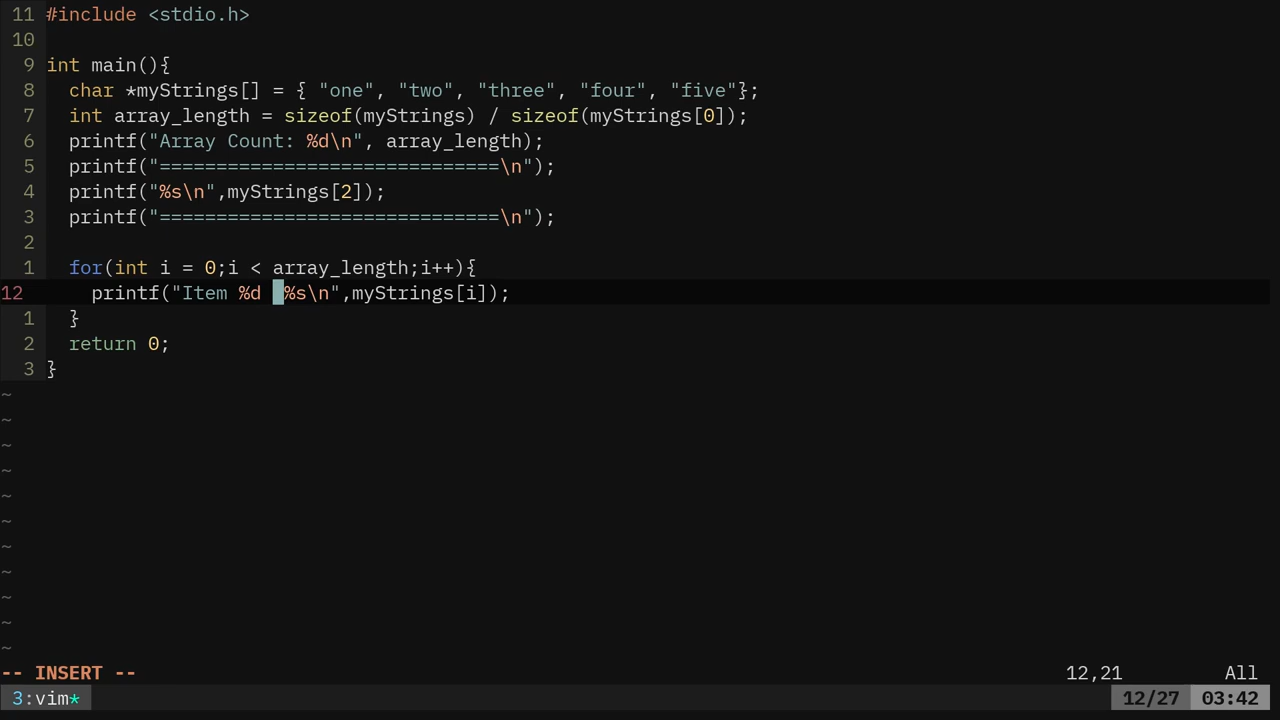 11 #include <stdio.h>
10
9 int main(){
8   char *myStrings[] = { "one", "two", "three", "four", "five"};
7   int array_length = sizeof(myStrings) / sizeof(myStrings[0]);
6   printf("Array Count: %d\n", array_length);
5   printf("==============================\n");
4   printf("%s\n",myStrings[2]);
3   printf("==============================\n");
2
1   for(int i = 0;i < array_length;i++){
12     printf("Item %d %s\n",myStrings[i]);
1   }
2   return 0;
3 }
~
~
~
~
~
~
~
~
~
~
~
-- INSERT -- 12,21 All
3:vim* 12/27 03:42